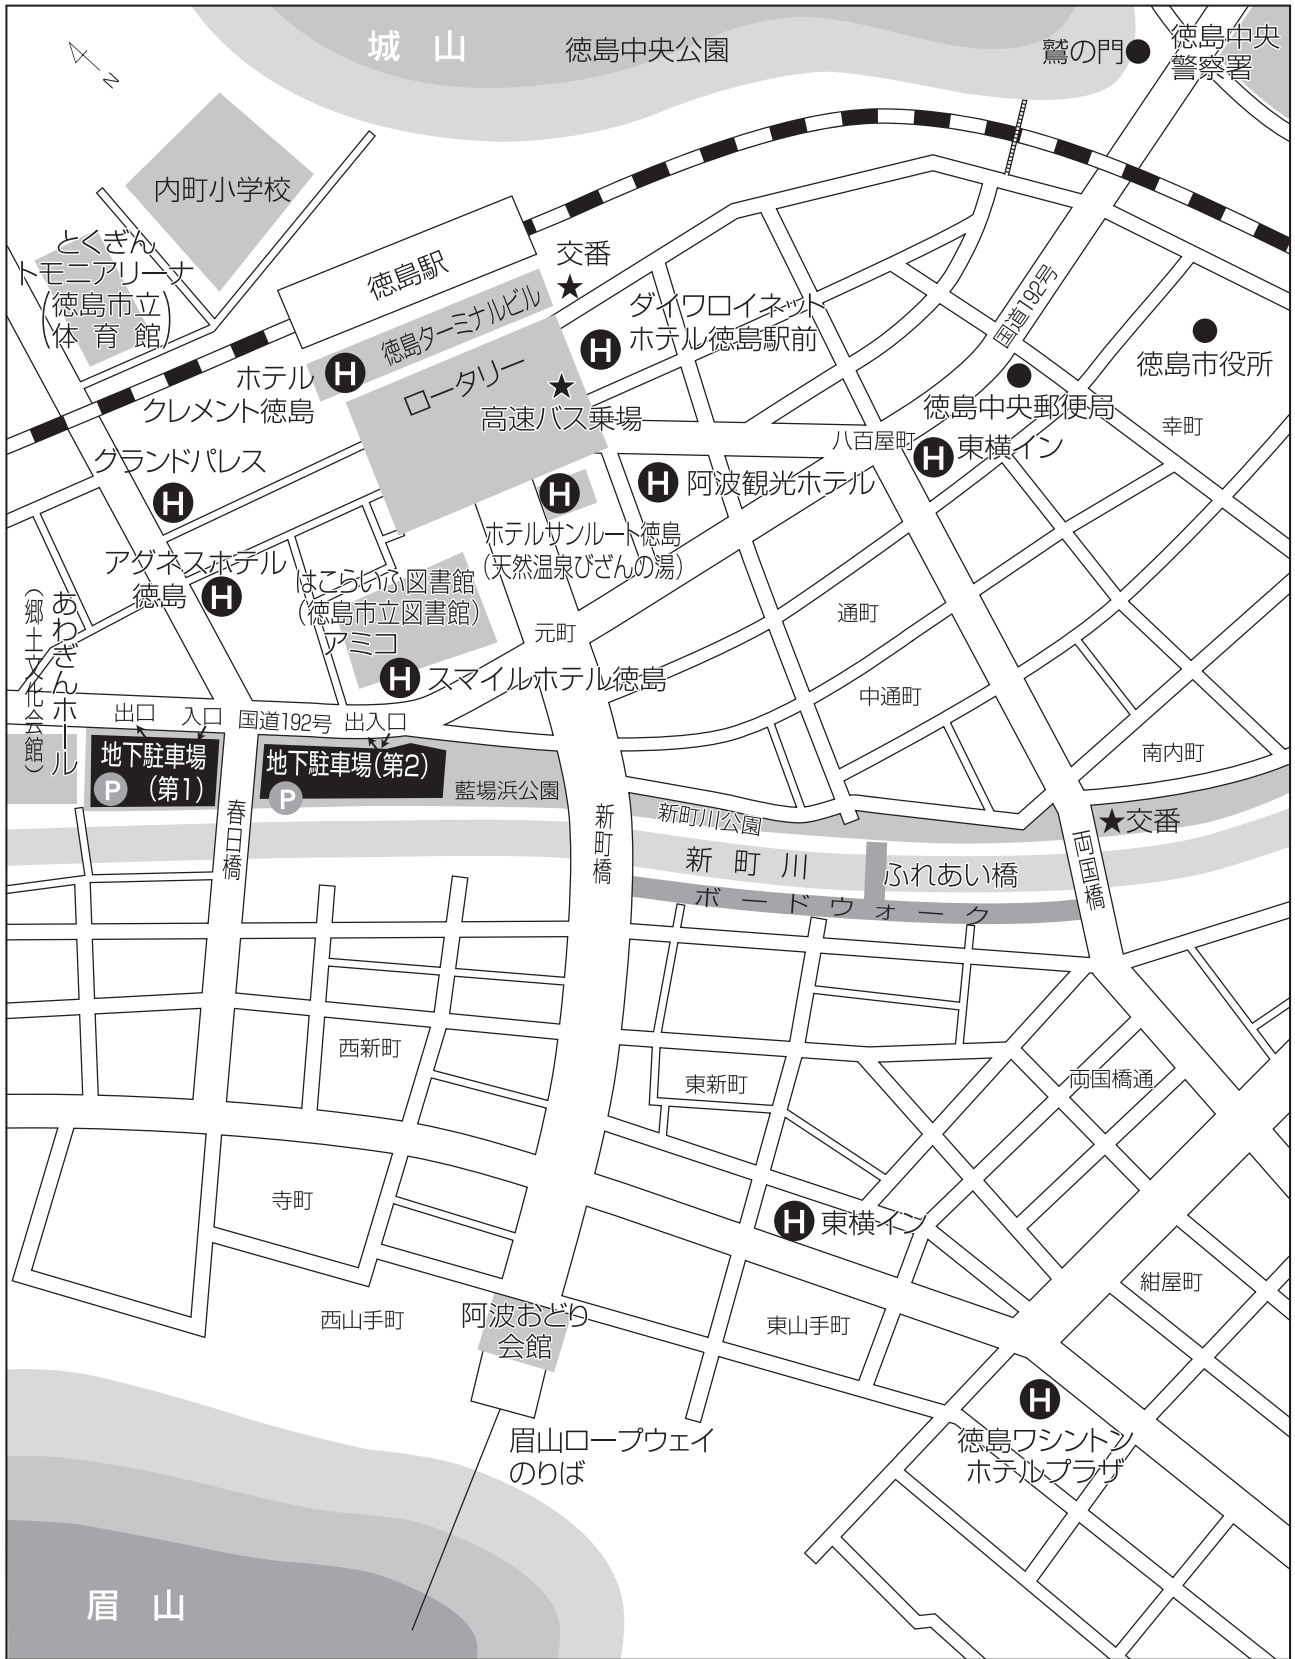 城山
徳島中央公園
鷲の門
徳島中央
警察署
N
内町小学校
とくぎん
トモニアリーナ
(徳島市立
体育館)
徳島駅
交番
徳島ターミナルビル
ダイワロイネット
ホテル徳島駅前
H
国道192号
徳島市役所
ホテル
クレメント徳島
H
ロータリー
高速バス乗場
徳島中央郵便局
幸町
八百屋町
H
東横イン
グランドパレス
H
H
阿波観光ホテル
H
ホテルサンルート徳島
(天然温泉びざんの湯)
アグネスホテル
徳島
H
はこらいふ図書館
(徳島市立図書館)
アミコ
あわぎんホール
(郷土文化会館)
元町
通町
中通町
H
スマイルホテル徳島
南内町
出口
入口
国道192号
出入口
地下駐車場
(第1)
P
地下駐車場(第2)
P
藍場浜公園
春日橋
新町橋
新町川公園
両国橋
交番
新町川
ふれあい橋
ボードウォーク
西新町
東新町
両国橋通
寺町
H
東横イン
紺屋町
西山手町
阿波おどり
会館
東山手町
眉山ロープウェイ
のりば
H
徳島ワシントン
ホテルプラザ
眉山